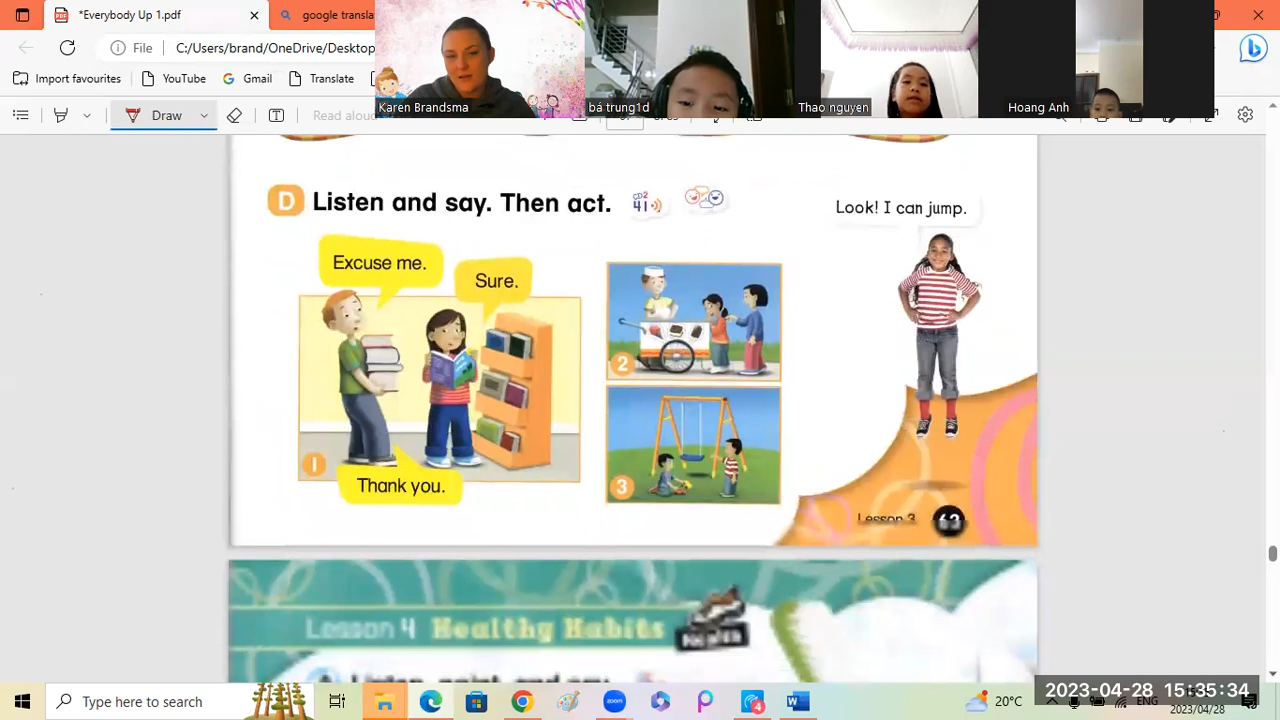 *Everybody Up 1.pdf
google translate
File
C:/Users/brand/OneDrive/Desktop
Import favourites
YouTube
Gmail
Translate
Draw
Read aloud
Karen Brandsma
bá trung1d
Thao nguyen
Hoang Anh
D Listen and say. Then act.
CD2
41
Look! I can jump.
Excuse me.
Sure.
Thank you.
1
2
3
Lesson 3
Lesson 4 Healthy Habits
Type here to search
4
20°C
ENG
2023-04-28 15:35:34
2023/04/28